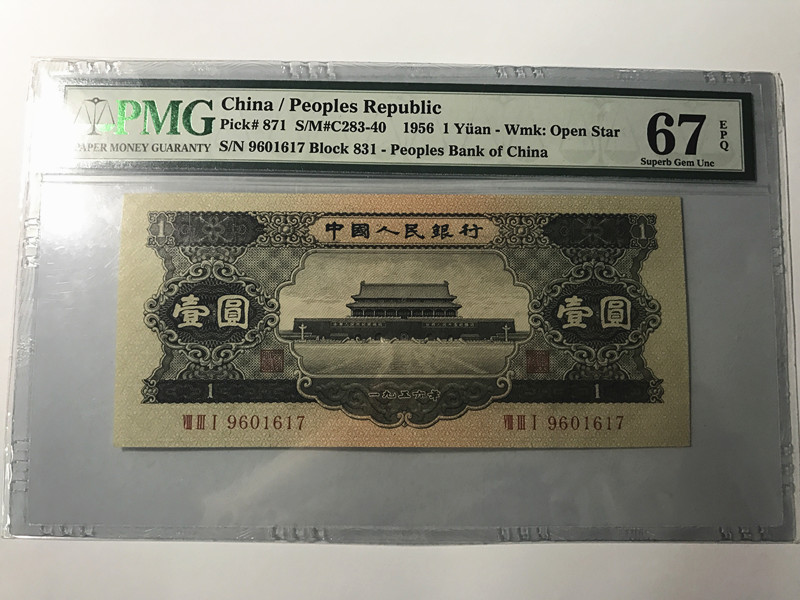 PMG
PAPER MONEY GUARANTY
China / Peoples Republic
Pick# 871 S/M#C283-40 1956 1 Yüan - Wmk: Open Star
S/N 9601617 Block 831 - Peoples Bank of China
67 EPQ
Superb Gem Unc
1 中國人民銀行 1
壹圓 壹圓
1 一九五六年 1
VIII III I 9601617 VIII III I 9601617